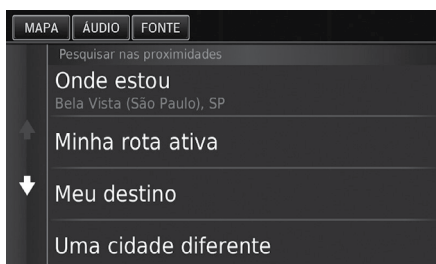 MAPA ÁUDIO FONTE
Pesquisar nas proximidades
Onde estou
Bela Vista (São Paulo), SP
Minha rota ativa
Meu destino
Uma cidade diferente